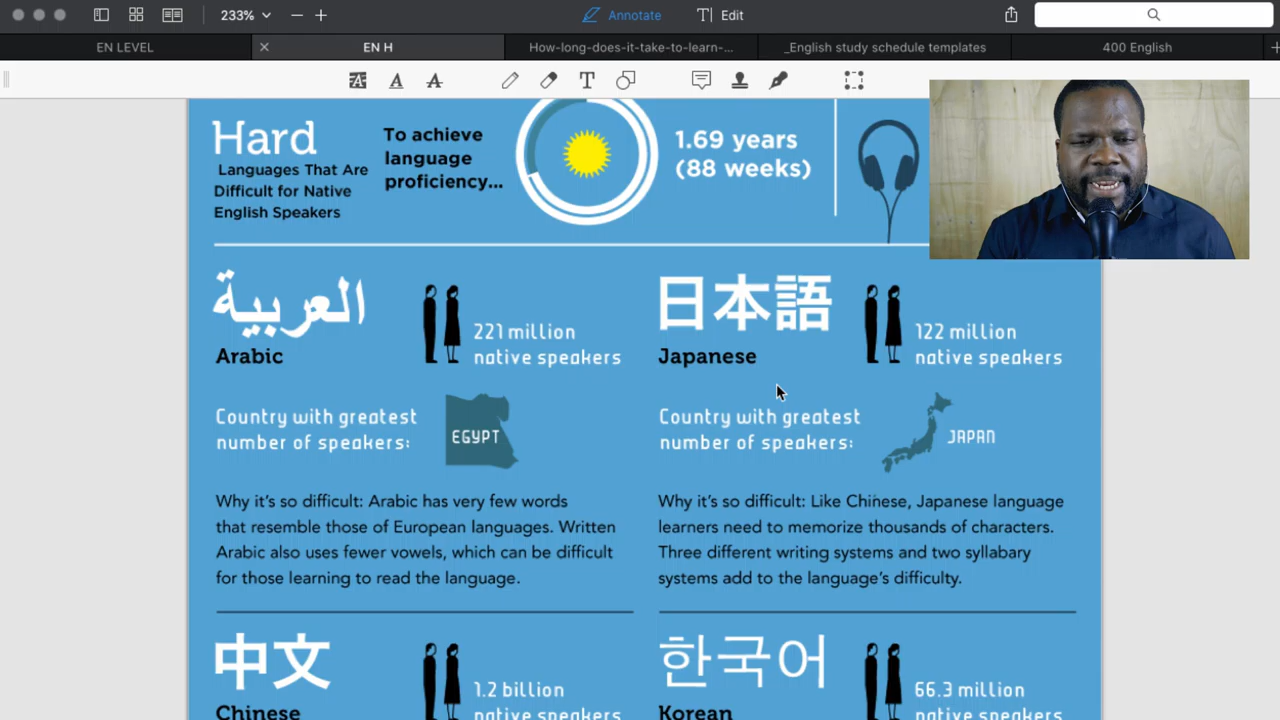 233%
Annotate
Edit
EN LEVEL
EN H
How-long-does-it-take-to-learn-...
_English study schedule templates
400 English
Hard
Languages That Are
Difficult for Native
English Speakers
To achieve
language
proficiency...
1.69 years
(88 weeks)
العربية
Arabic
221 million
native speakers
日本語
Japanese
122 million
native speakers
Country with greatest
number of speakers:
EGYPT
Country with greatest
number of speakers:
JAPAN
Why it's so difficult: Arabic has very few words
that resemble those of European languages. Written
Arabic also uses fewer vowels, which can be difficult
for those learning to read the language.
Why it's so difficult: Like Chinese, Japanese language
learners need to memorize thousands of characters.
Three different writing systems and two syllabary
systems add to the language's difficulty.
中文
Chinese
1.2 billion
native speakers
한국어
Korean
66.3 million
native speakers